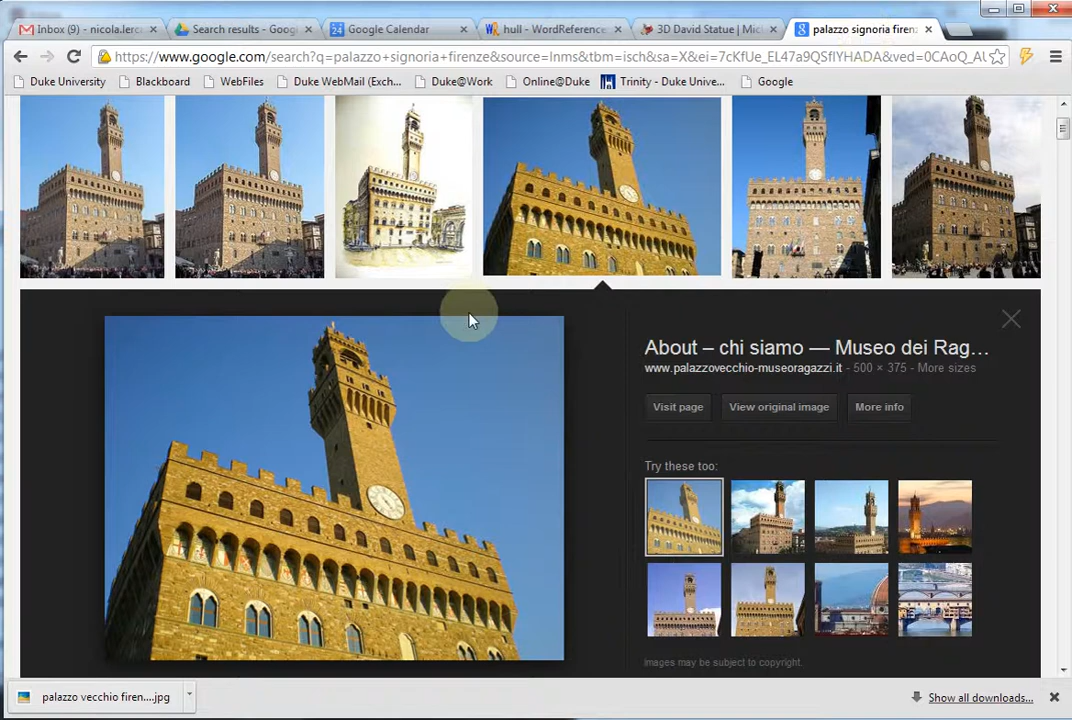 Inbox (9) - nicola.lerc
Search results - Goog
24
Google Calendar
hull - WordReference
3D David Statue | Mic
palazzo signoria firenz
https://www.google.com/search?q=palazzo+signoria+firenze&source=lnms&tbm=isch&sa=X&ei=7cKfUe_EL47a9QSflYHADA&ved=0CAoQ_AU
Duke University
Blackboard
WebFiles
Duke WebMail (Exch...
Duke@Work
Online@Duke
Trinity - Duke Unive...
Google
About – chi siamo — Museo dei Rag...
www.palazzovecchio-museoragazzi.it - 500 × 375 - More sizes
Visit page
View original image
More info
Try these too:
Images may be subject to copyright.
palazzo vecchio firen....jpg
Show all downloads...